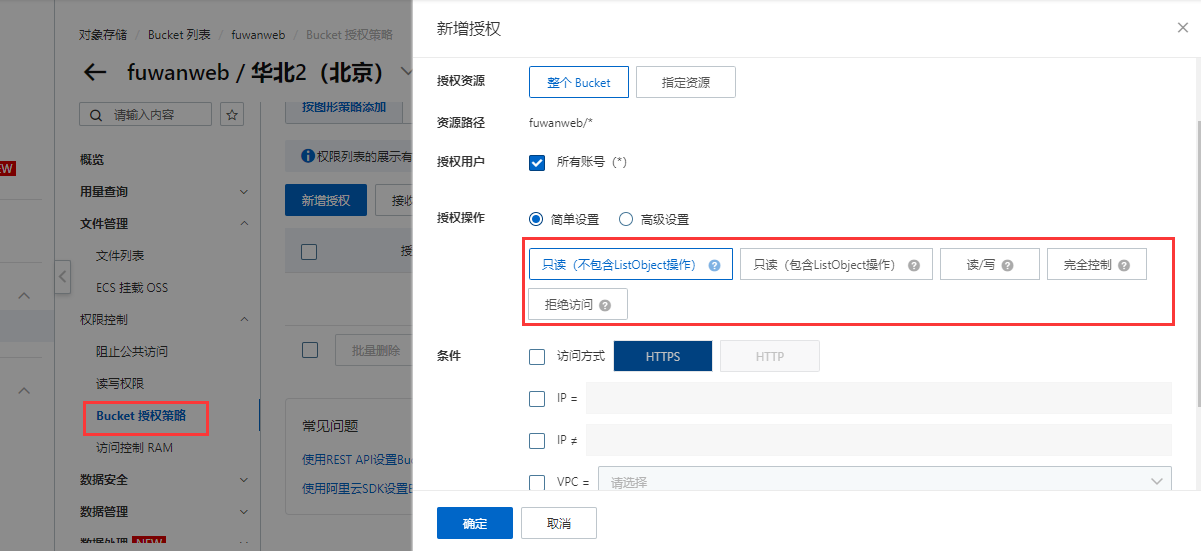 对象存储 / Bucket 列表 / fuwanweb / Bucket 授权策略
fuwanweb / 华北2（北京）
请输入内容
概览
用量查询
文件管理
文件列表
ECS 挂载 OSS
权限控制
阻止公共访问
读写权限
Bucket 授权策略
访问控制 RAM
数据安全
数据管理
数据处理 NEW
按图形策略添加
权限列表的展示有
新增授权 接收
授
批量删除
常见问题
使用REST API设置Buc
使用阿里云SDK设置B
新增授权
授权资源 整个 Bucket 指定资源
资源路径 fuwanweb/*
授权用户 所有账号（*）
授权操作 简单设置 高级设置
只读（不包含ListObject操作） ? 只读（包含ListObject操作） ? 读/写 ? 完全控制 ?
拒绝访问 ?
条件 访问方式 HTTPS HTTP
IP =
IP ≠
VPC = 请选择
确定 取消